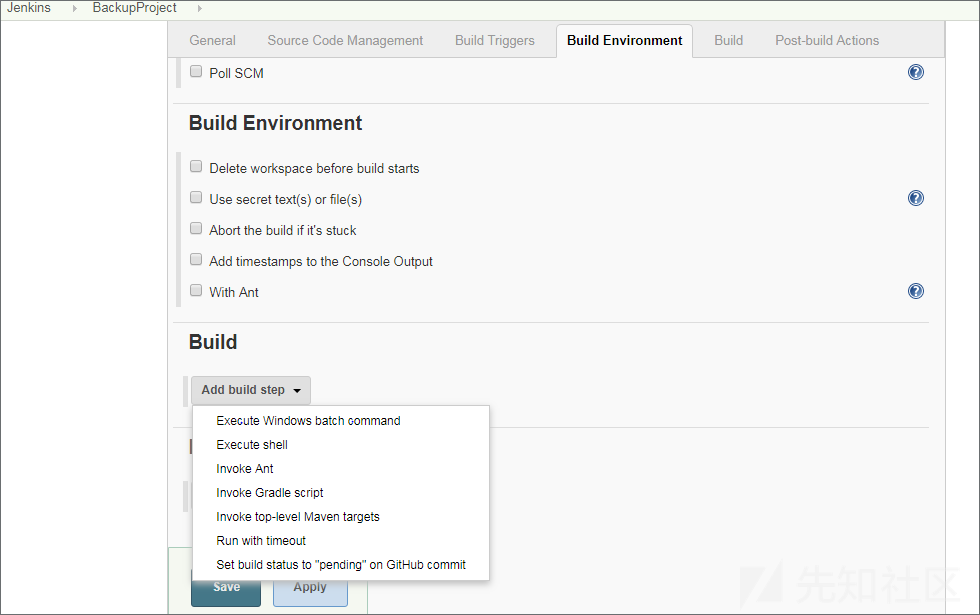 Jenkins BackupProject
General Source Code Management Build Triggers Build Environment Build Post-build Actions
Poll SCM
Build Environment
Delete workspace before build starts
Use secret text(s) or file(s)
Abort the build if it's stuck
Add timestamps to the Console Output
With Ant
Build
Add build step
Execute Windows batch command
Execute shell
Invoke Ant
Invoke Gradle script
Invoke top-level Maven targets
Run with timeout
Set build status to "pending" on GitHub commit
Save Apply
先知社区